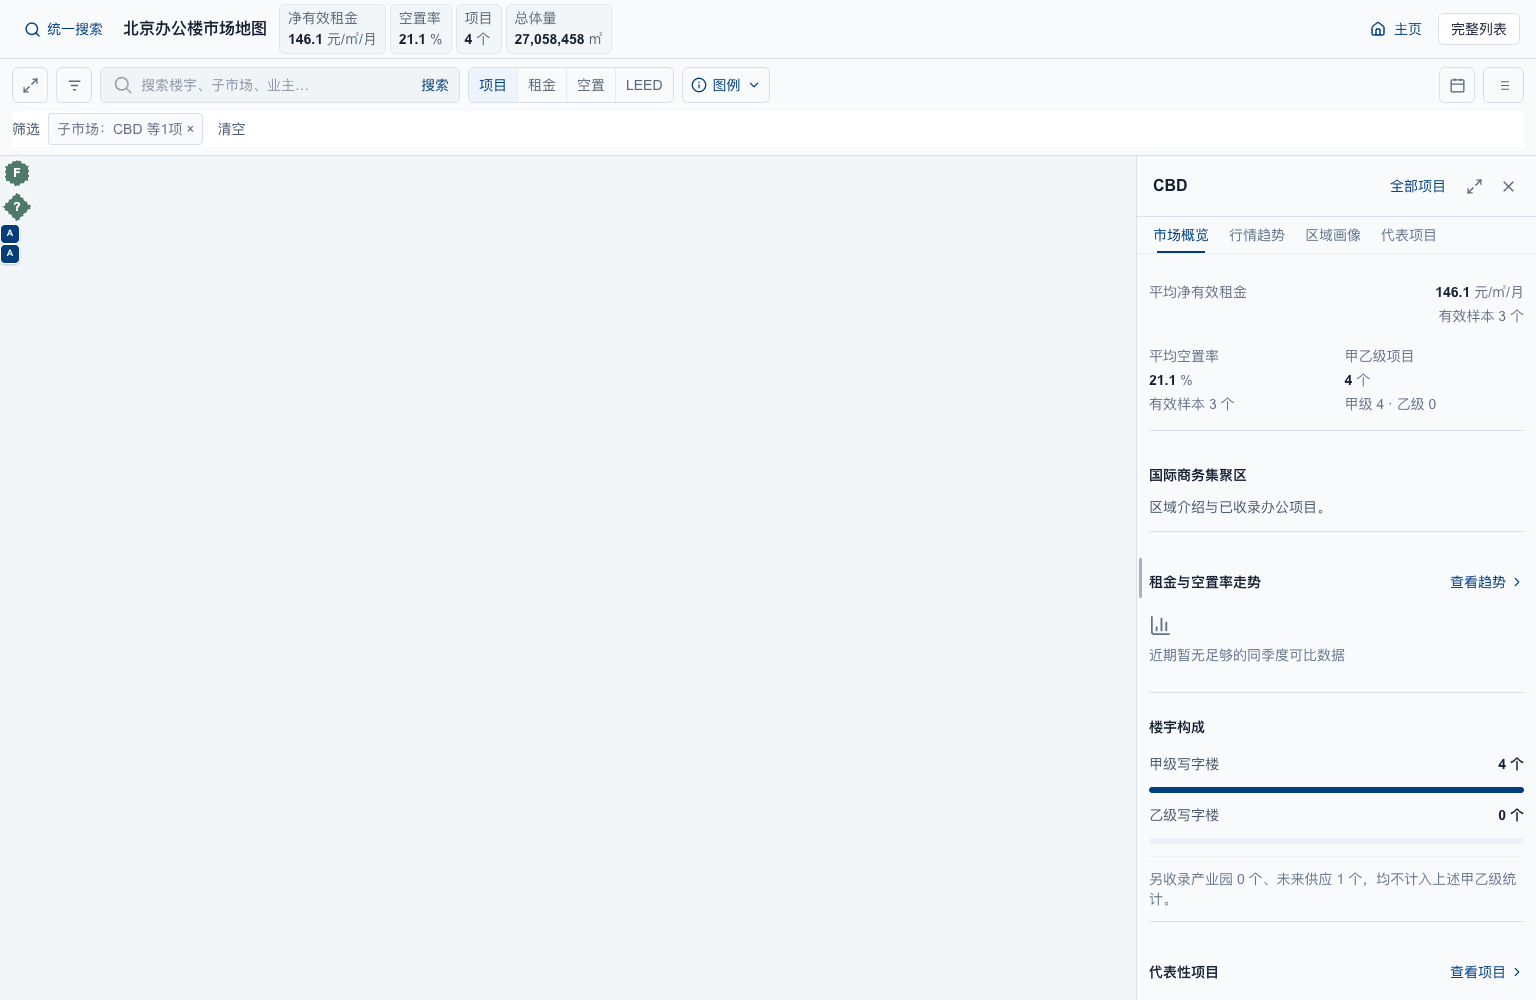 统一搜索
北京办公楼市场地图
净有效租金
146.1 元/㎡/月
空置率
21.1 %
项目
4 个
总体量
27,058,458 ㎡
主页
完整列表
搜索楼宇、子市场、业主…
搜索
项目
租金
空置
LEED
图例
筛选
子市场：CBD 等1项 ×
清空
F
?
A
A
CBD
全部项目
市场概览
行情趋势
区域画像
代表项目
平均净有效租金
146.1 元/㎡/月
有效样本 3 个
平均空置率
21.1 %
有效样本 3 个
甲乙级项目
4 个
甲级 4 · 乙级 0
国际商务集聚区
区域介绍与已收录办公项目。
租金与空置率走势
查看趋势
近期暂无足够的同季度可比数据
楼宇构成
甲级写字楼
4 个
乙级写字楼
0 个
另收录产业园 0 个、未来供应 1 个，均不计入上述甲乙级统
计。
代表性项目
查看项目